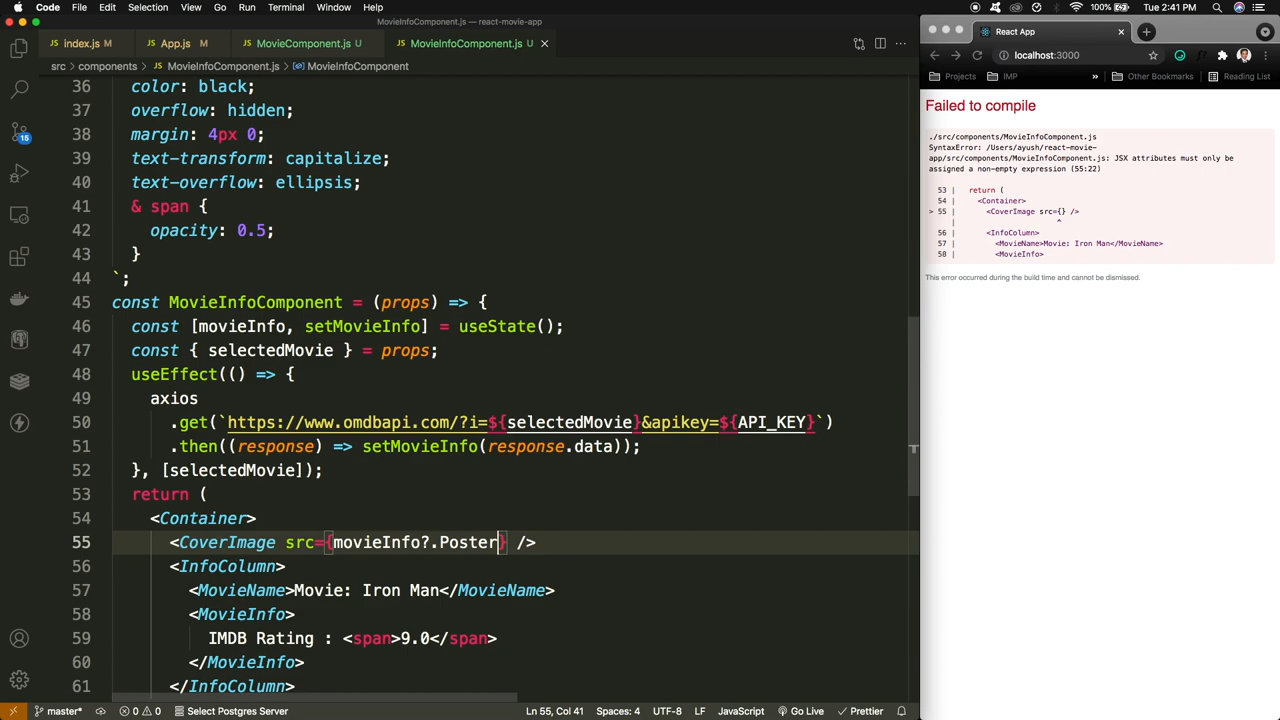 Code File Edit Selection View Go Run Terminal Window Help
100% Tue 2:41 PM
MovieInfoComponent.js — react-movie-app
index.js M App.js M MovieComponent.js U MovieInfoComponent.js U
src > components > MovieInfoComponent.js > MovieInfoComponent
36 color: black;
37 overflow: hidden;
38 margin: 4px 0;
39 text-transform: capitalize;
40 text-overflow: ellipsis;
41 & span {
42 opacity: 0.5;
43 }
44 `;
45 const MovieInfoComponent = (props) => {
46 const [movieInfo, setMovieInfo] = useState();
47 const { selectedMovie } = props;
48 useEffect(() => {
49 axios
50 .get(`https://www.omdbapi.com/?i=${selectedMovie}&apikey=${API_KEY}`)
51 .then((response) => setMovieInfo(response.data));
52 }, [selectedMovie]);
53 return (
54 <Container>
55 <CoverImage src={movieInfo?.Poster} />
56 <InfoColumn>
57 <MovieName>Movie: Iron Man</MovieName>
58 <MovieInfo>
59 IMDB Rating : <span>9.0</span>
60 </MovieInfo>
61 </InfoColumn>
16
master* 0 0 Select Postgres Server Ln 55, Col 41 Spaces: 4 UTF-8 LF JavaScript Go Live Prettier
React App
localhost:3000
Projects IMP » Other Bookmarks Reading List
Failed to compile
./src/components/MovieInfoComponent.js
SyntaxError: /Users/ayush/react-movie-
app/src/components/MovieInfoComponent.js: JSX attributes must only be
assigned a non-empty expression (55:22)
53 | return (
54 | <Container>
> 55 | <CoverImage src={} />
| ^
56 | <InfoColumn>
57 | <MovieName>Movie: Iron Man</MovieName>
58 | <MovieInfo>
This error occurred during the build time and cannot be dismissed.